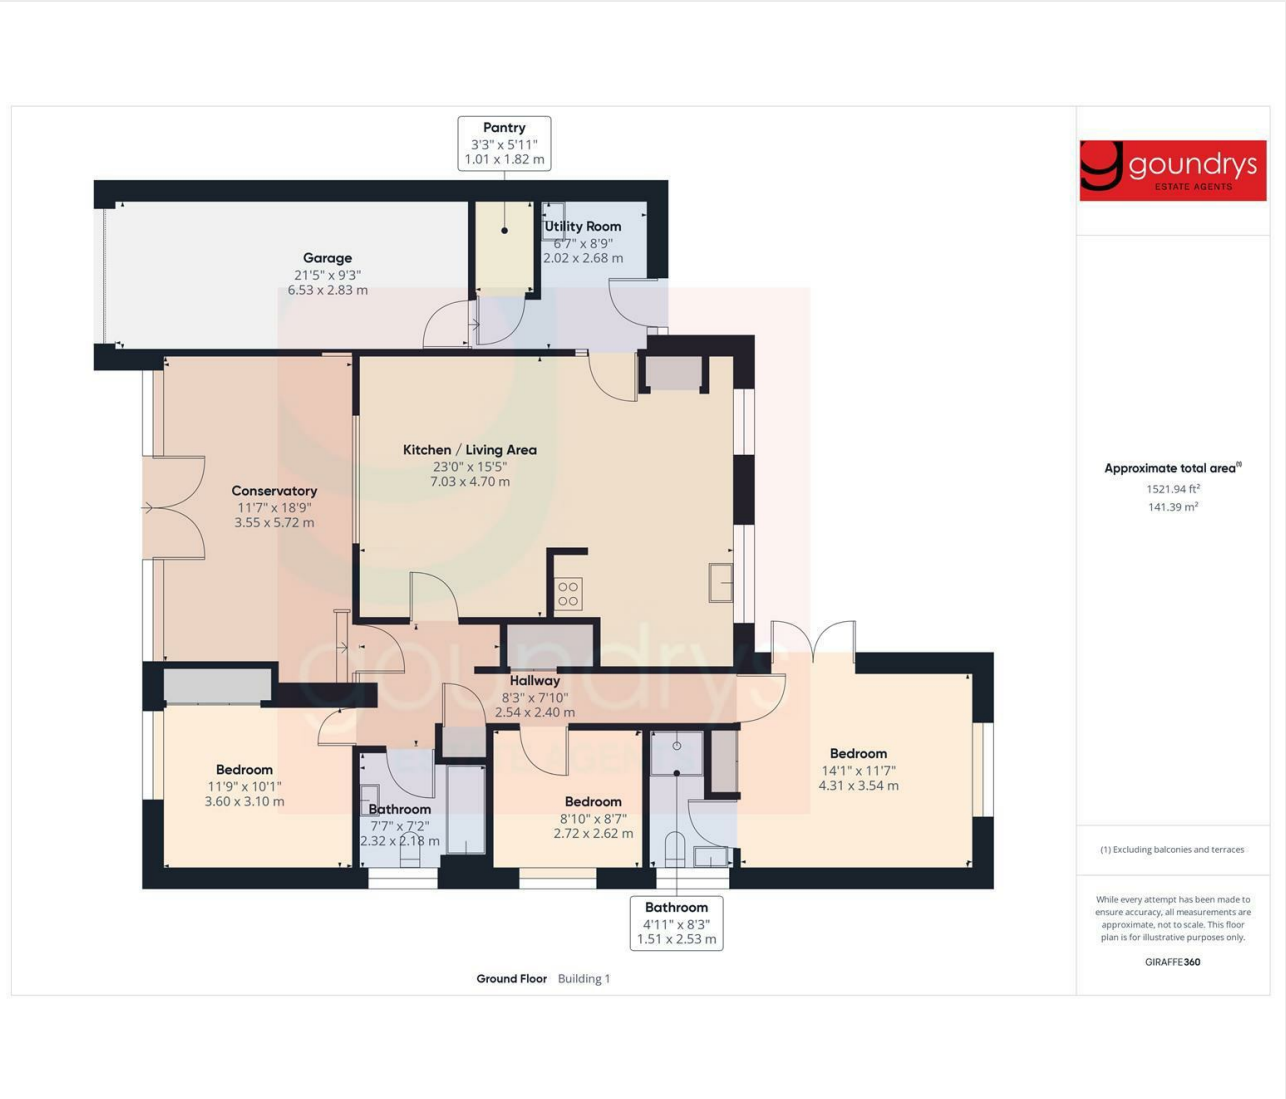 Pantry
3'3" x 5'11"
1.01 x 1.82 m
goundrys
ESTATE AGENTS
Utility Room
6'7" x 8'9"
2.02 x 2.68 m
Garage
21'5" x 9'3"
6.53 x 2.83 m
Kitchen / Living Area
23'0" x 15'5"
7.03 x 4.70 m
Conservatory
11'7" x 18'9"
3.55 x 5.72 m
Approximate total area(1)
1521.94 ft²
141.39 m²
goundrys
ESTATE AGENTS
Hallway
8'3" x 7'10"
2.54 x 2.40 m
Bedroom
11'9" x 10'1"
3.60 x 3.10 m
Bathroom
7'7" x 7'2"
2.32 x 2.18 m
Bedroom
8'10" x 8'7"
2.72 x 2.62 m
Bedroom
14'1" x 11'7"
4.31 x 3.54 m
Bathroom
4'11" x 8'3"
1.51 x 2.53 m
(1) Excluding balconies and terraces
While every attempt has been made to
ensure accuracy, all measurements are
approximate, not to scale. This floor
plan is for illustrative purposes only.
GIRAFFE360
Ground Floor Building 1